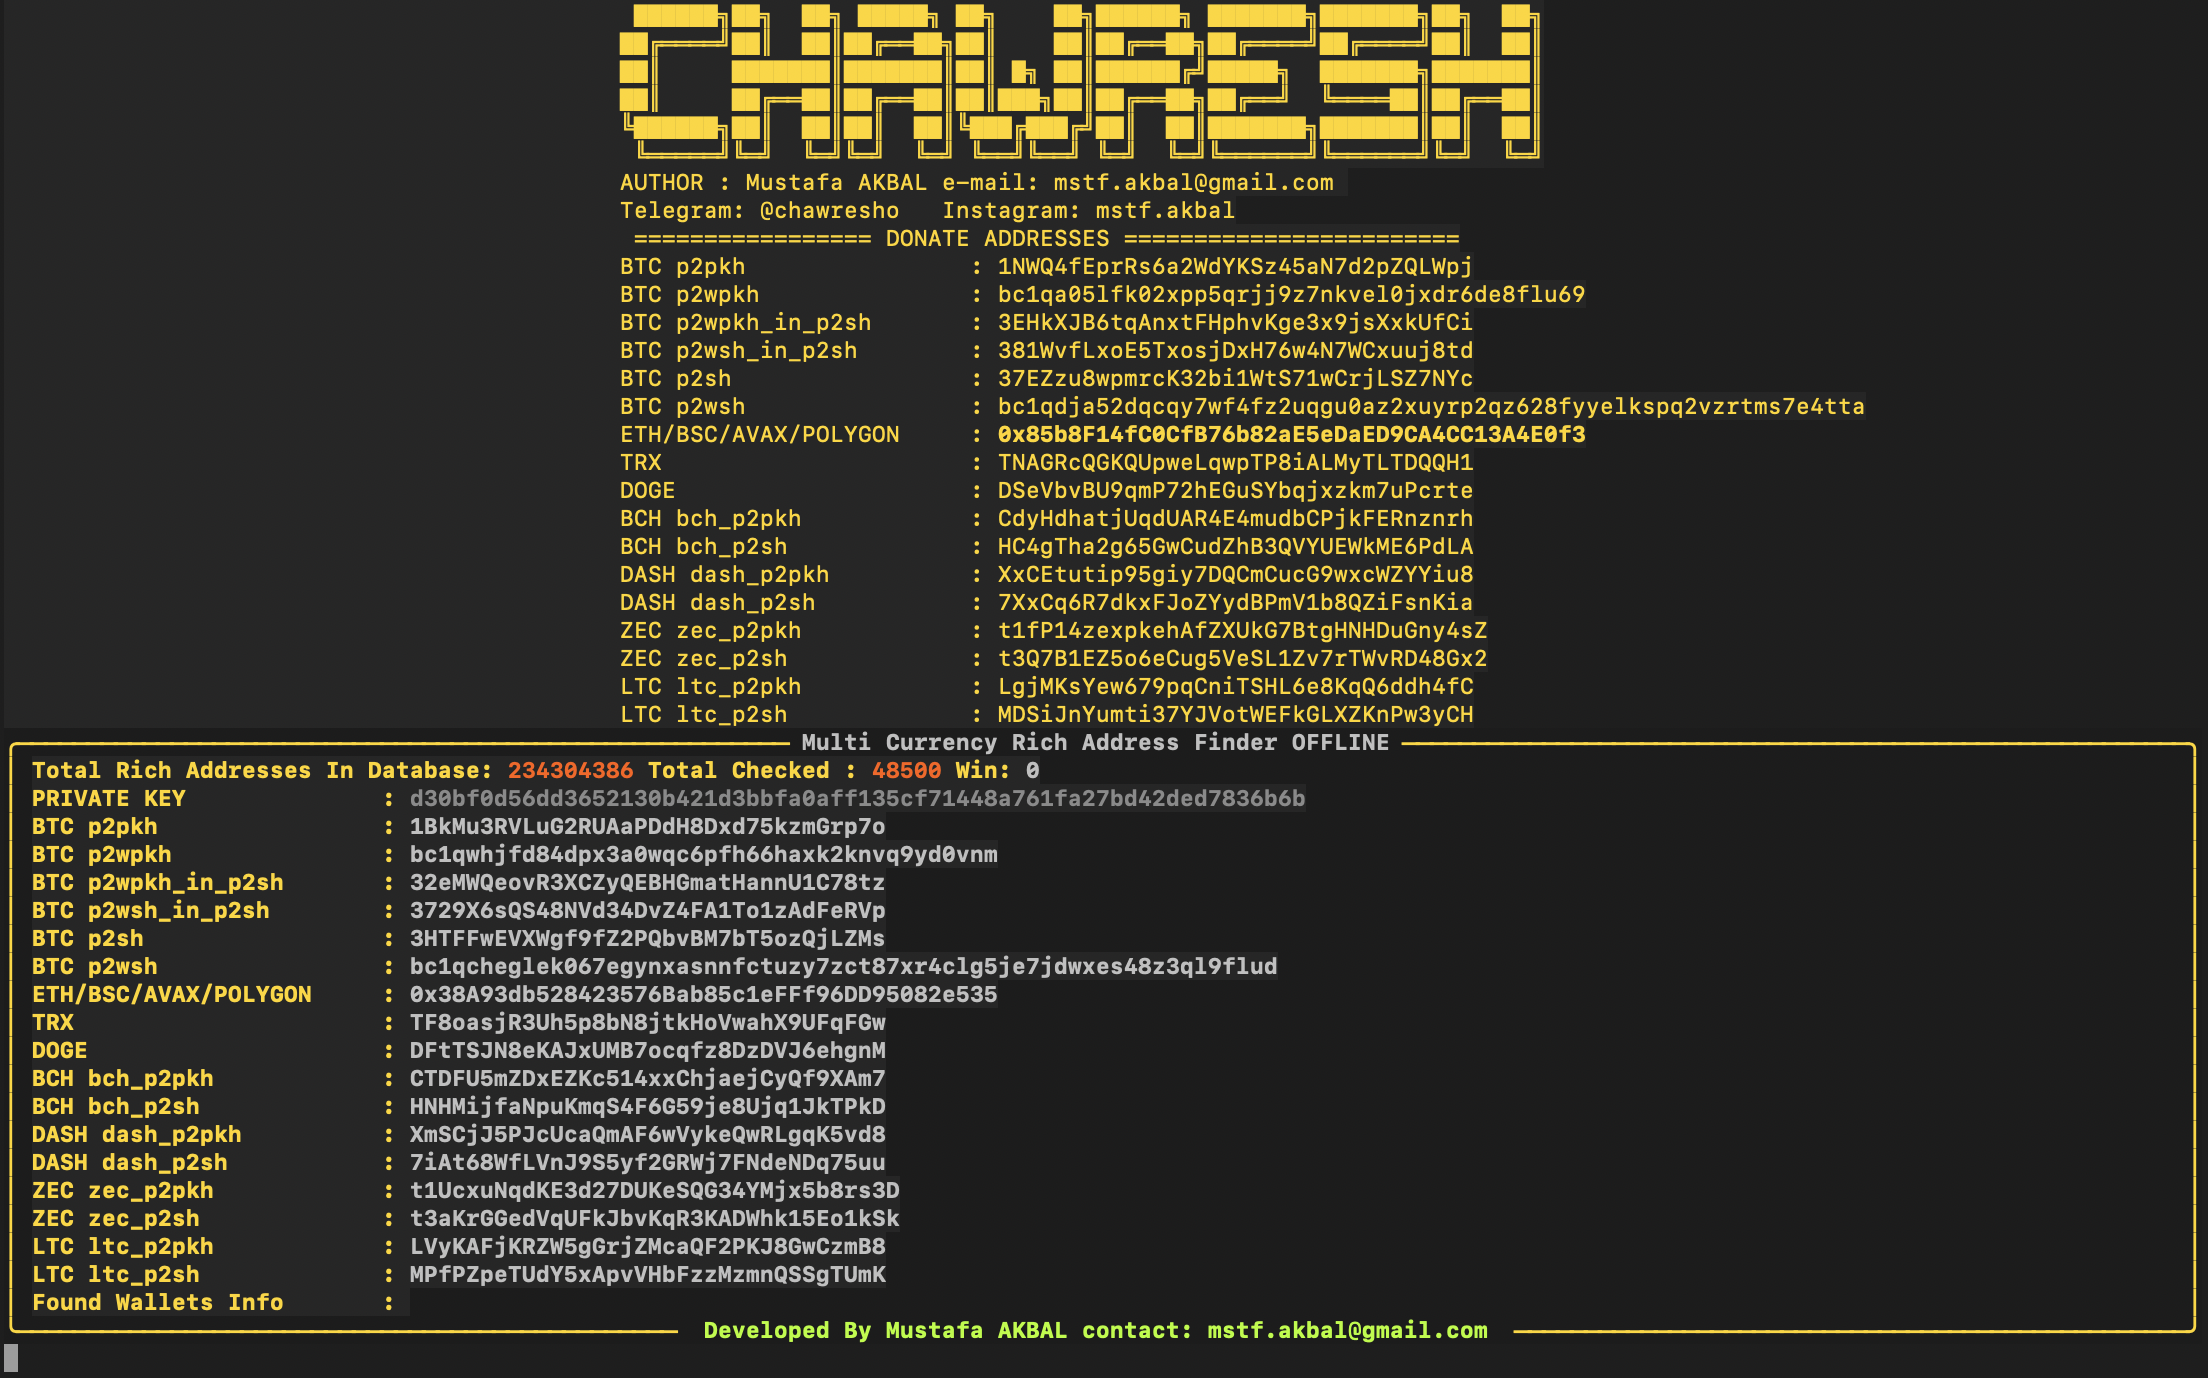 CHAWRESH
AUTHOR : Mustafa AKBAL e-mail: mstf.akbal@gmail.com
Telegram: @chawresho   Instagram: mstf.akbal
================= DONATE ADDRESSES ========================
BTC p2pkh : 1NWQ4fEprRs6a2WdYKSz45aN7d2pZQLWpj
BTC p2wpkh : bc1qa05lfk02xpp5qrjj9z7nkvel0jxdr6de8flu69
BTC p2wpkh_in_p2sh : 3EHkXJB6tqAnxtFHphvKge3x9jsXxkUfCi
BTC p2wsh_in_p2sh : 381WvfLxoE5TxosjDxH76w4N7WCxuuj8td
BTC p2sh : 37EZzu8wpmrcK32bi1WtS71wCrjLSZ7NYc
BTC p2wsh : bc1qdja52dqcqy7wf4fz2uqgu0az2xuyrp2qz628fyyelkspq2vzrtms7e4tta
ETH/BSC/AVAX/POLYGON : 0x85b8F14fC0CfB76b82aE5eDaED9CA4CC13A4E0f3
TRX : TNAGRcQGKQUpweLqwpTP8iALMyTLTDQQH1
DOGE : DSeVbvBU9qmP72hEGuSYbqjxzkm7uPcrte
BCH bch_p2pkh : CdyHdhatjUqdUAR4E4mudbCPjkFERnznrh
BCH bch_p2sh : HC4gTha2g65GwCudZhB3QVYUEWkME6PdLA
DASH dash_p2pkh : XxCEtutip95giy7DQCmCucG9wxcWZYYiu8
DASH dash_p2sh : 7XxCq6R7dkxFJoZYydBPmV1b8QZiFsnKia
ZEC zec_p2pkh : t1fP14zexpkehAfZXUkG7BtgHNHDuGny4sZ
ZEC zec_p2sh : t3Q7B1EZ5o6eCug5VeSL1Zv7rTWvRD48Gx2
LTC ltc_p2pkh : LgjMKsYew679pqCniTSHL6e8KqQ6ddh4fC
LTC ltc_p2sh : MDSiJnYumti37YJVotWEFkGLXZKnPw3yCH
Multi Currency Rich Address Finder OFFLINE
Total Rich Addresses In Database: 234304386 Total Checked : 48500 Win: 0
PRIVATE KEY : d30bf0d56dd3652130b421d3bbfa0aff135cf71448a761fa27bd42ded7836b6b
BTC p2pkh : 1BkMu3RVLuG2RUAaPDdH8Dxd75kzmGrp7o
BTC p2wpkh : bc1qwhjfd84dpx3a0wqc6pfh66haxk2knvq9yd0vnm
BTC p2wpkh_in_p2sh : 32eMWQeovR3XCZyQEBHGmatHannU1C78tz
BTC p2wsh_in_p2sh : 3729X6sQS48NVd34DvZ4FA1To1zAdFeRVp
BTC p2sh : 3HTFFwEVXWgf9fZ2PQbvBM7bT5ozQjLZMs
BTC p2wsh : bc1qcheglek067egynxasnnfctuzy7zct87xr4clg5je7jdwxes48z3ql9flud
ETH/BSC/AVAX/POLYGON : 0x38A93db528423576Bab85c1eFFf96DD95082e535
TRX : TF8oasjR3Uh5p8bN8jtkHoVwahX9UFqFGw
DOGE : DFtTSJN8eKAJxUMB7ocqfz8DzDVJ6ehgnM
BCH bch_p2pkh : CTDFU5mZDxEZKc514xxChjaejCyQf9XAm7
BCH bch_p2sh : HNHMijfaNpuKmqS4F6G59je8Ujq1JkTPkD
DASH dash_p2pkh : XmSCjJ5PJcUcaQmAF6wVykeQwRLgqK5vd8
DASH dash_p2sh : 7iAt68WfLVnJ9S5yf2GRWj7FNdeNDq75uu
ZEC zec_p2pkh : t1UcxuNqdKE3d27DUKeSQG34YMjx5b8rs3D
ZEC zec_p2sh : t3aKrGGedVqUFkJbvKqR3KADWhk15Eo1kSk
LTC ltc_p2pkh : LVyKAFjKRZW5gGrjZMcaQF2PKJ8GwCzmB8
LTC ltc_p2sh : MPfPZpeTUdY5xApvVHbFzzMzmnQSSgTUmK
Found Wallets Info :
Developed By Mustafa AKBAL contact: mstf.akbal@gmail.com